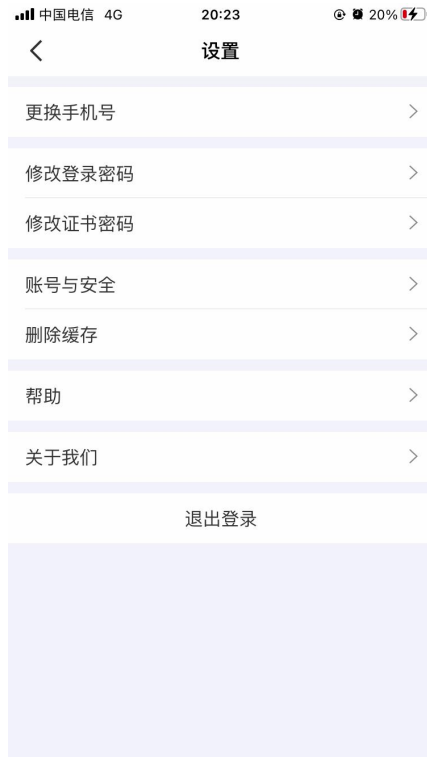 中国电信 4G 20:23 20%
设置
更换手机号
修改登录密码
修改证书密码
账号与安全
删除缓存
帮助
关于我们
退出登录